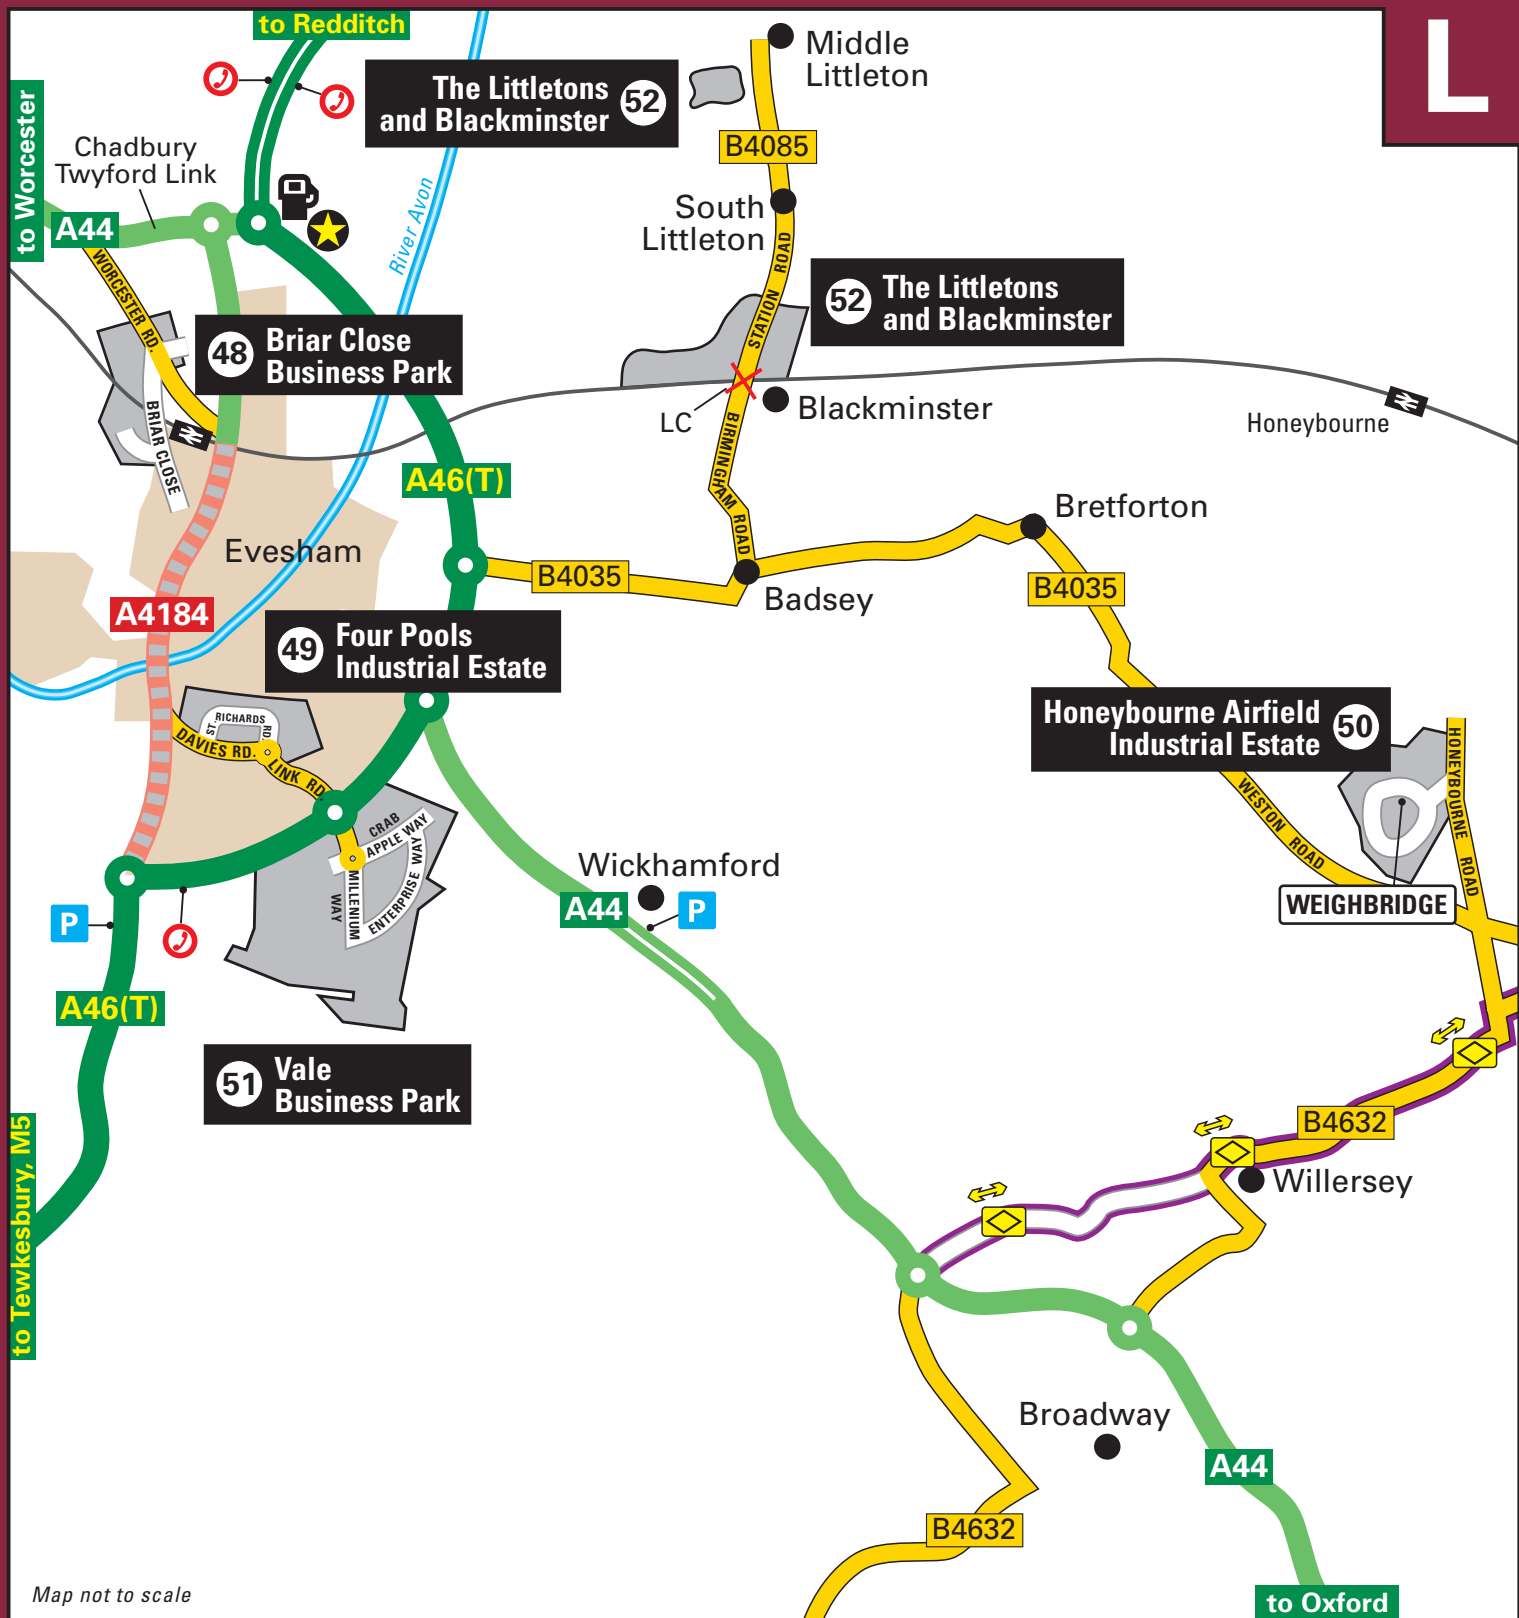 L
to Redditch
The Littletons
and Blackminster
52
Middle
Littleton
to Worcester
Chadbury
Twyford Link
B4085
A44
River Avon
South
Littleton
WORCESTER RD.
STATION ROAD
52
The Littletons
and Blackminster
48
Briar Close
Business Park
LC
Blackminster
Honeybourne
BRIAR CLOSE
BIRMINGHAM ROAD
A46(T)
Bretforton
Evesham
B4035
Badsey
B4035
A4184
49
Four Pools
Industrial Estate
Honeybourne Airfield
Industrial Estate
50
ST. RICHARDS RD.
DAVIES RD.
LINK RD.
HONEYBOURNE ROAD
WESTON ROAD
CRAB
APPLE WAY
MILLENIUM
WAY
ENTERPRISE WAY
Wickhamford
A44
P
WEIGHBRIDGE
P
A46(T)
51
Vale
Business Park
B4632
Willersey
to Tewkesbury, M5
Broadway
A44
B4632
Map not to scale
to Oxford